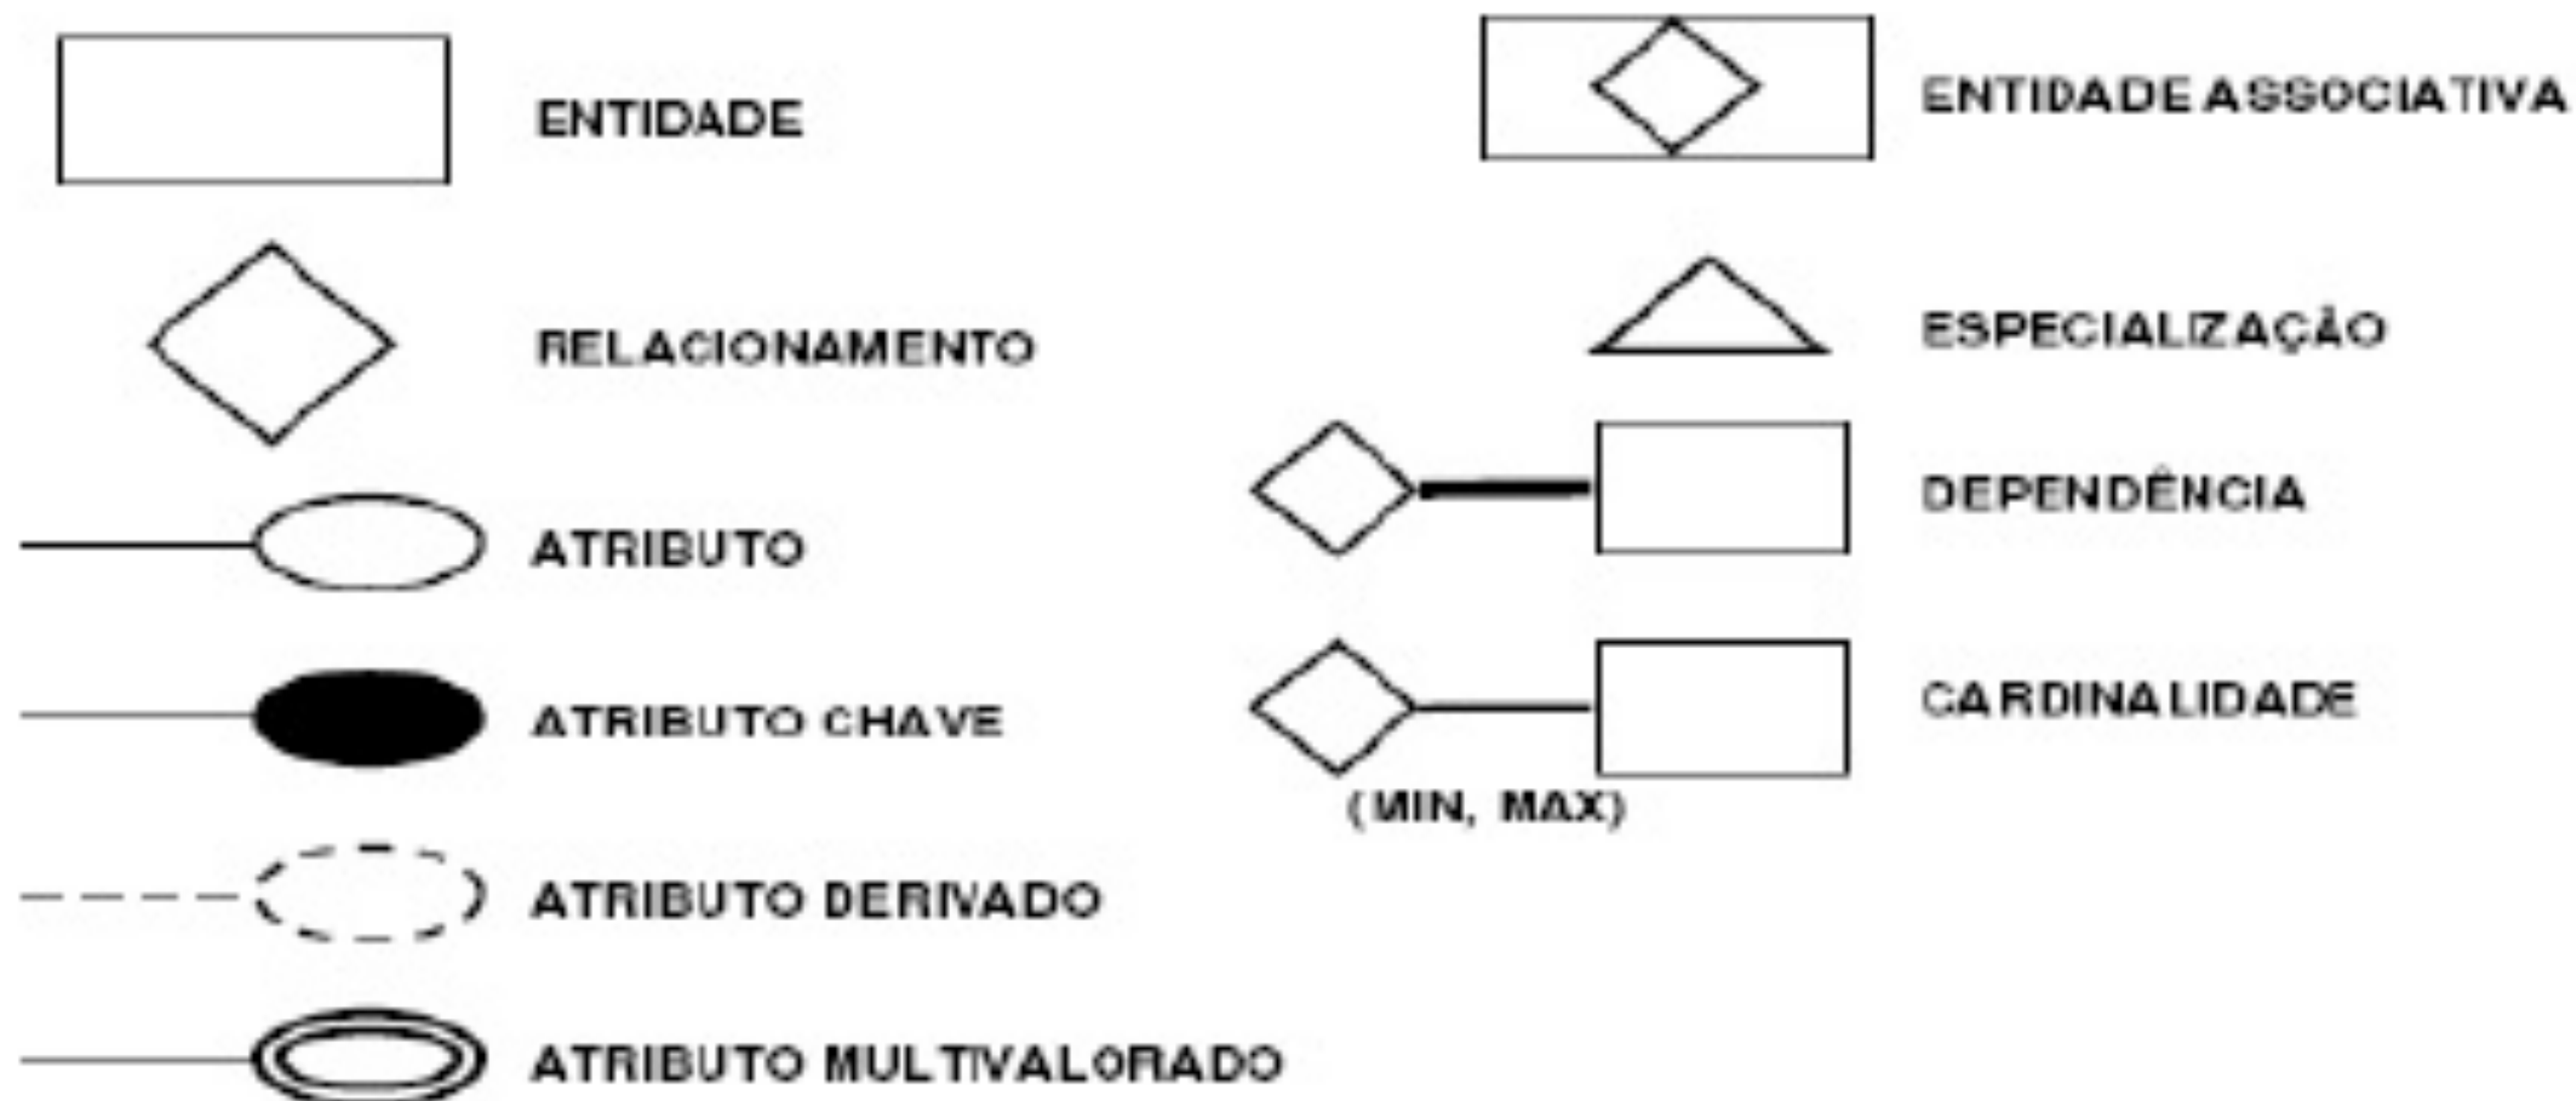 ENTIDADE
RELACIONAMENTO
ATRIBUTO
ATRIBUTO CHAVE
ATRIBUTO DERIVADO
ATRIBUTO MULTIVALORADO
ENTIDADE ASSOCIATIVA
ESPECIALIZAÇÃO
DEPENDÊNCIA
CARDINALIDADE
(MIN, MAX)